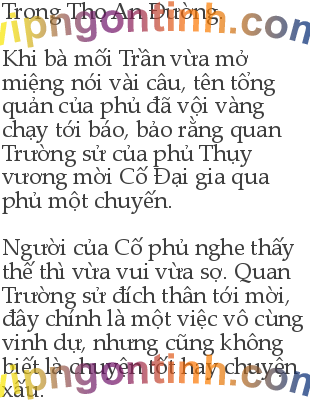 Trong Thọ An Đường,
vipngontinh.com
Khi bà mối Trần vừa mở
miệng nói vài câu, tên tổng
quản của phủ đã vội vàng
chạy tới báo, bảo rằng quan
Trường sử của phủ Thụy
vương mời Cố Đại gia qua
phủ một chuyến.
Người của Cố phủ nghe thấy
thế thì vừa vui vừa sợ. Quan
Trường sử đích thân tới mời,
đây chính là một việc vô cùng
vinh dự, nhưng cũng không
biết là chuyện tốt hay chuyện
vipngontinh.com
xấu.